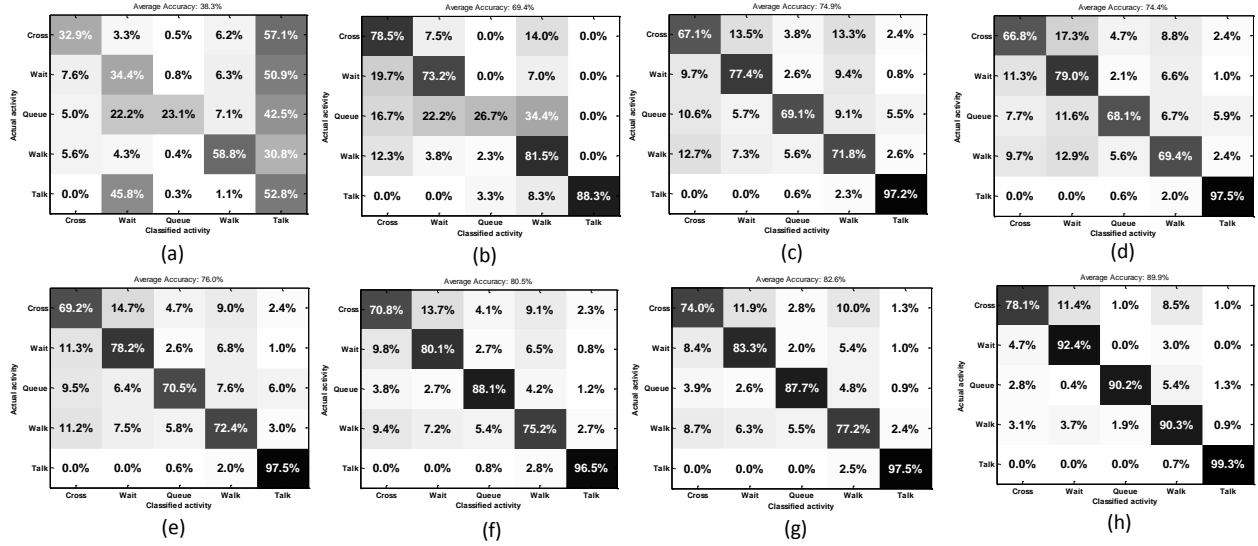 Average Accuracy: 38.3%
Actual activity
Cross 32.9% 3.3% 0.5% 6.2% 57.1%
Wait 7.6% 34.4% 0.8% 6.3% 50.9%
Queue 5.0% 22.2% 23.1% 7.1% 42.5%
Walk 5.6% 4.3% 0.4% 58.8% 30.8%
Talk 0.0% 45.8% 0.3% 1.1% 52.8%
Cross Wait Queue Walk Talk
Classified activity
(a)
Average Accuracy: 69.4%
Actual activity
Cross 78.5% 7.5% 0.0% 14.0% 0.0%
Wait 19.7% 73.2% 0.0% 7.0% 0.0%
Queue 16.7% 22.2% 26.7% 34.4% 0.0%
Walk 12.3% 3.8% 2.3% 81.5% 0.0%
Talk 0.0% 0.0% 3.3% 8.3% 88.3%
Cross Wait Queue Walk Talk
Classified activity
(b)
Average Accuracy: 74.9%
Actual activity
Cross 67.1% 13.5% 3.8% 13.3% 2.4%
Wait 9.7% 77.4% 2.6% 9.4% 0.8%
Queue 10.6% 5.7% 69.1% 9.1% 5.5%
Walk 12.7% 7.3% 5.6% 71.8% 2.6%
Talk 0.0% 0.0% 0.6% 2.3% 97.2%
Cross Wait Queue Walk Talk
Classified activity
(c)
Average Accuracy: 74.4%
Actual activity
Cross 66.8% 17.3% 4.7% 8.8% 2.4%
Wait 11.3% 79.0% 2.1% 6.6% 1.0%
Queue 7.7% 11.6% 68.1% 6.7% 5.9%
Walk 9.7% 12.9% 5.6% 69.4% 2.4%
Talk 0.0% 0.0% 0.6% 2.0% 97.5%
Cross Wait Queue Walk Talk
Classified activity
(d)
Average Accuracy: 76.0%
Actual activity
Cross 69.2% 14.7% 4.7% 9.0% 2.4%
Wait 11.3% 78.2% 2.6% 6.8% 1.0%
Queue 9.5% 6.4% 70.5% 7.6% 6.0%
Walk 11.2% 7.5% 5.8% 72.4% 3.0%
Talk 0.0% 0.0% 0.6% 2.0% 97.5%
Cross Wait Queue Walk Talk
Classified activity
(e)
Average Accuracy: 80.5%
Actual activity
Cross 70.8% 13.7% 4.1% 9.1% 2.3%
Wait 9.8% 80.1% 2.7% 6.5% 0.8%
Queue 3.8% 2.7% 88.1% 4.2% 1.2%
Walk 9.4% 7.2% 5.4% 75.2% 2.7%
Talk 0.0% 0.0% 0.8% 2.8% 96.5%
Cross Wait Queue Walk Talk
Classified activity
(f)
Average Accuracy: 82.6%
Actual activity
Cross 74.0% 11.9% 2.8% 10.0% 1.3%
Wait 8.4% 83.3% 2.0% 5.4% 1.0%
Queue 3.9% 2.6% 87.7% 4.8% 0.9%
Walk 8.7% 6.3% 5.5% 77.2% 2.4%
Talk 0.0% 0.0% 0.0% 2.5% 97.5%
Cross Wait Queue Walk Talk
Classified activity
(g)
Average Accuracy: 89.9%
Actual activity
Cross 78.1% 11.4% 1.0% 8.5% 1.0%
Wait 4.7% 92.4% 0.0% 3.0% 0.0%
Queue 2.8% 0.4% 90.2% 5.4% 1.3%
Walk 3.1% 3.7% 1.9% 90.3% 0.9%
Talk 0.0% 0.0% 0.0% 0.7% 99.3%
Cross Wait Queue Walk Talk
Classified activity
(h)